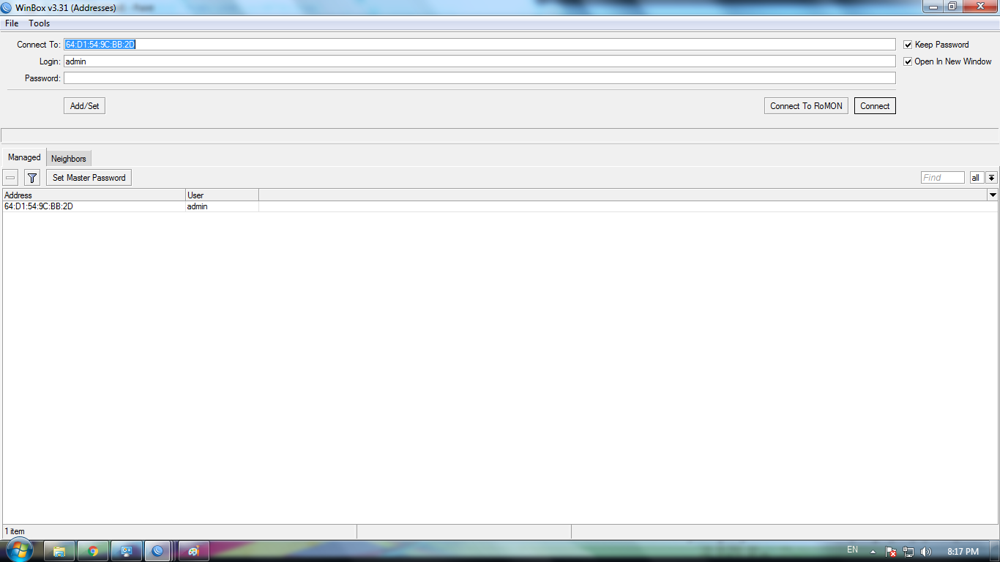 WinBox v3.31 (Addresses)
File Tools
Connect To: 64:D1:54:9C:BB:2D Keep Password
Login: admin Open In New Window
Password:
Add/Set Connect To RoMON Connect
Managed Neighbors
Set Master Password Find all
Address User
64:D1:54:9C:BB:2D admin
1 item
EN 8:17 PM